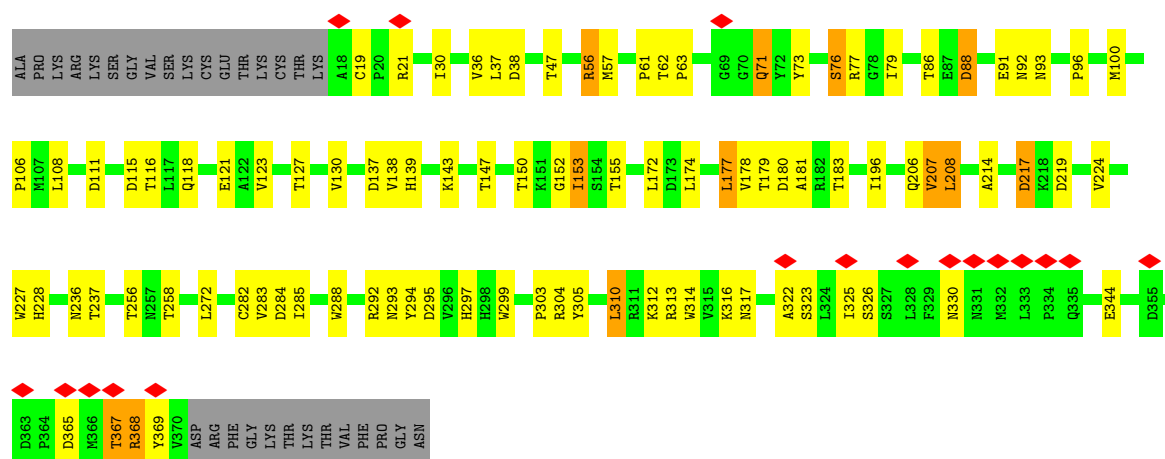 ALA PRO LYS ARG LYS SER GLY VAL SER LYS CYS GLU THR LYS CYS THR LYS A18 C19 P20 R21 I30 V36 L37 D38 T47 R56 M57 P61 T62 P63 G69 G70 Q71 Y72 Y73 S76 R77 G78 I79 T86 E87 D88 E91 N92 N93 P96 M100
P106 M107 L108 D111 D115 T116 L117 Q118 E121 A122 V123 T127 V130 D137 V138 H139 K143 T147 T150 K151 G152 I153 S154 T155 L172 D173 L174 L177 V178 T179 D180 A181 R182 T183 I196 Q206 V207 L208 A214 D217 K218 D219 V224
W227 H228 N236 T237 T256 N257 T258 L272 C282 V283 D284 I285 W288 R292 N293 Y294 D295 V296 H297 H298 W299 P303 R304 Y305 L310 R311 K312 R313 W314 V315 K316 N317 A322 S323 L324 I325 S326 S327 L328 F329 N330 N331 M332 L333 P334 Q335 E344 D355
D363 P364 D365 M366 T367 R368 Y369 V370 ASP ARG PHE GLY LYS THR LYS THR VAL PHE PRO GLY ASN